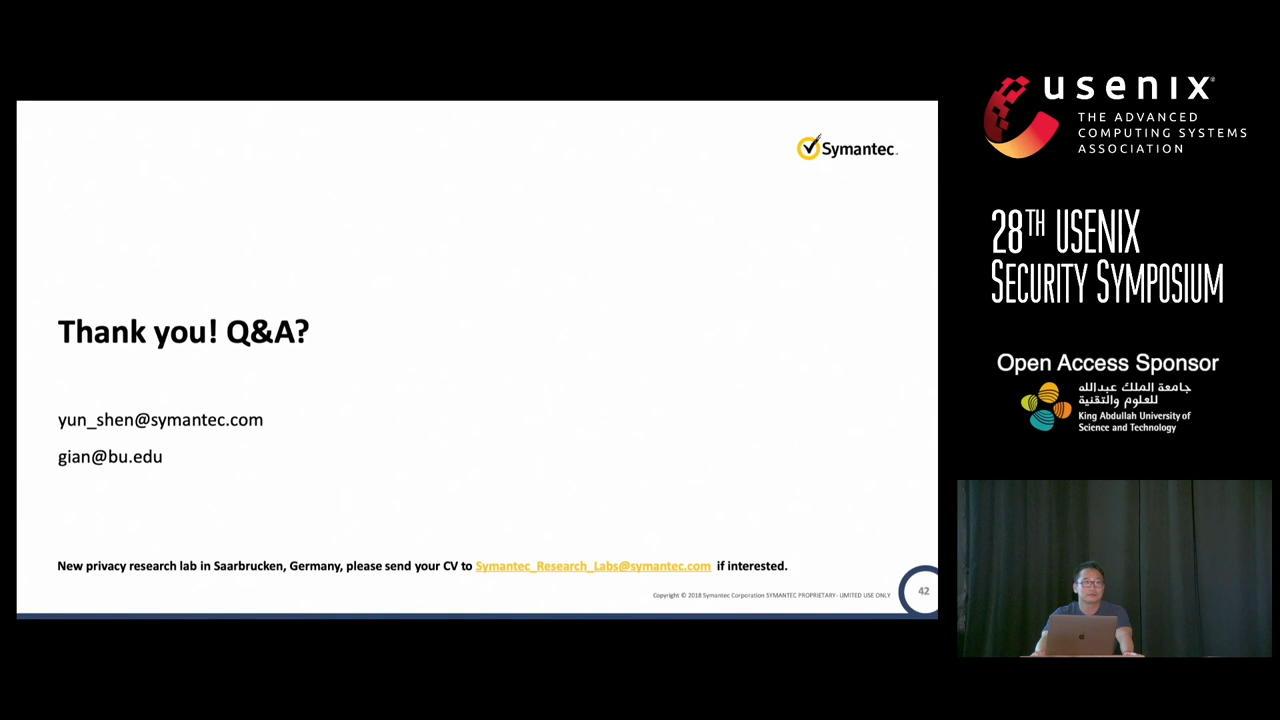 Symantec.
Thank you! Q&A?
yun_shen@symantec.com
gian@bu.edu
New privacy research lab in Saarbrucken, Germany, please send your CV to Symantec_Research_Labs@symantec.com if interested.
Copyright © 2018 Symantec Corporation SYMANTEC PROPRIETARY- LIMITED USE ONLY
42
usenix
THE ADVANCED
COMPUTING SYSTEMS
ASSOCIATION
28TH USENIX
SECURITY SYMPOSIUM
Open Access Sponsor
جامعة الملك عبدالله
للعلوم والتقنية
King Abdullah University of
Science and Technology